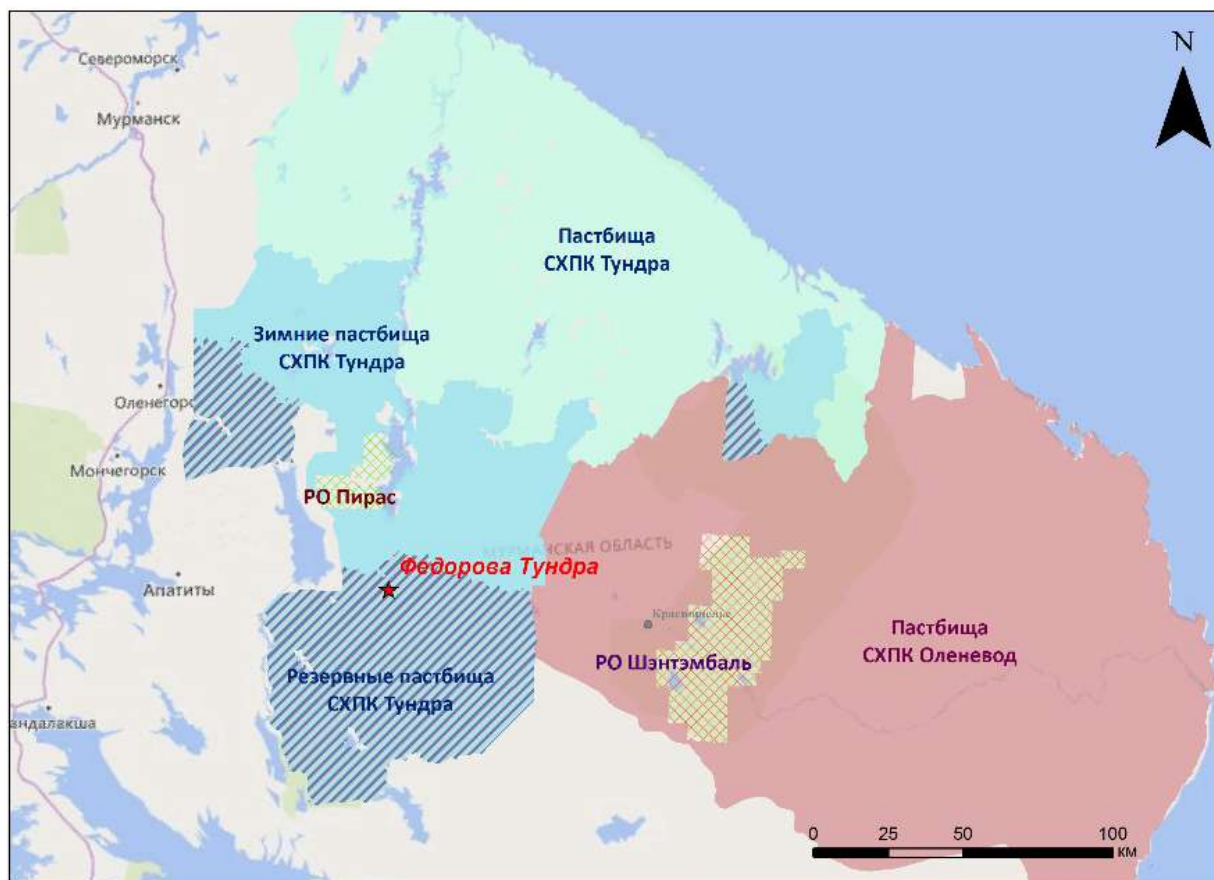 N
Североморск
Мурманск
Пастбища
СХПК Тундра
Зимние пастбища
СХПК Тундра
Оленегорс
Мончегорск
РО Пирас
МУРМАНСКАЯ ОБЛАСТЬ
Федорова Тундра
Апатиты
Краснощелье
Пастбища
СХПК Оленевод
РО Шэнтэмбаль
Резервные пастбища
СХПК Тундра
андалакша
0 25 50 100
КМ